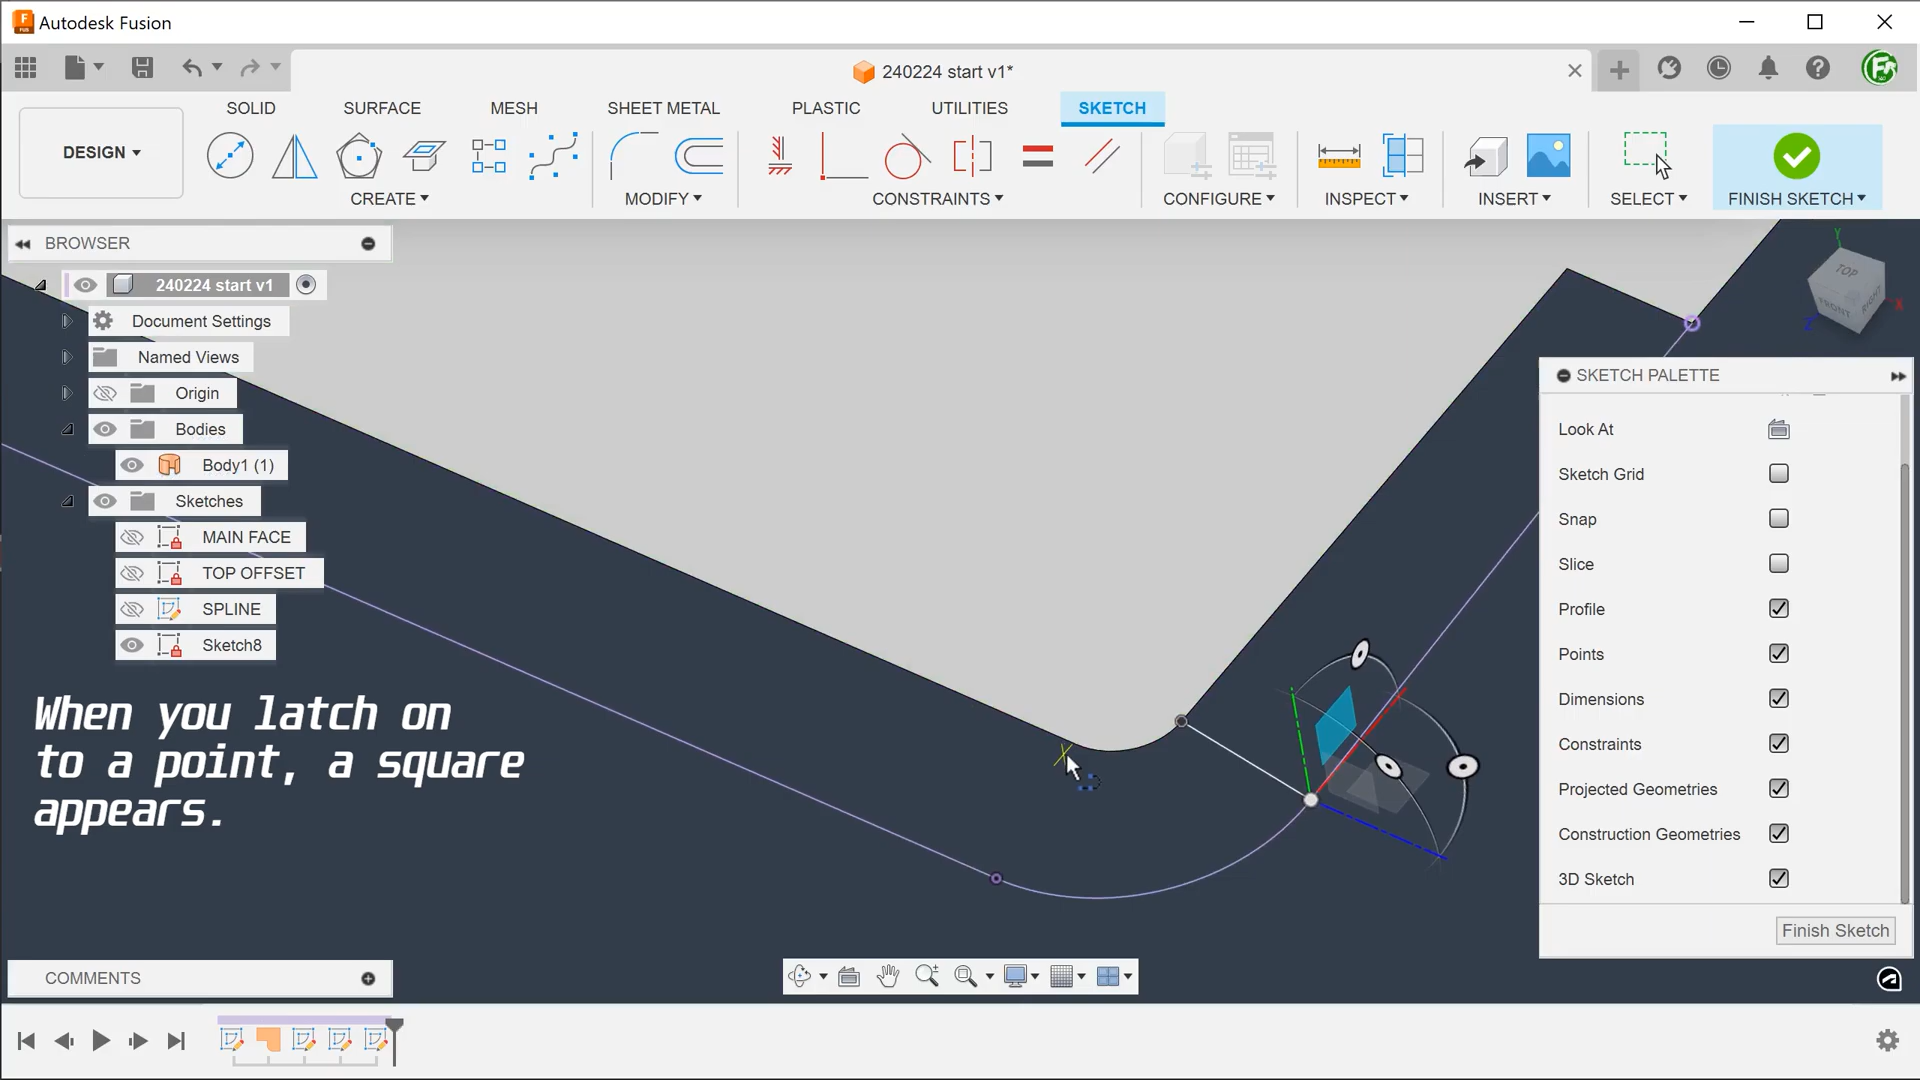 Autodesk Fusion
240224 start v1*
SOLID
SURFACE
MESH
SHEET METAL
PLASTIC
UTILITIES
SKETCH
DESIGN
CREATE
MODIFY
CONSTRAINTS
CONFIGURE
INSPECT
INSERT
SELECT
FINISH SKETCH
BROWSER
240224 start v1
Document Settings
Named Views
Origin
Bodies
Body1 (1)
Sketches
MAIN FACE
TOP OFFSET
SPLINE
Sketch8
When you latch on
to a point, a square
appears.
TOP
FRONT
RIGHT
Y
X
Z
SKETCH PALETTE
Look At
Sketch Grid
Snap
Slice
Profile
Points
Dimensions
Constraints
Projected Geometries
Construction Geometries
3D Sketch
Finish Sketch
COMMENTS